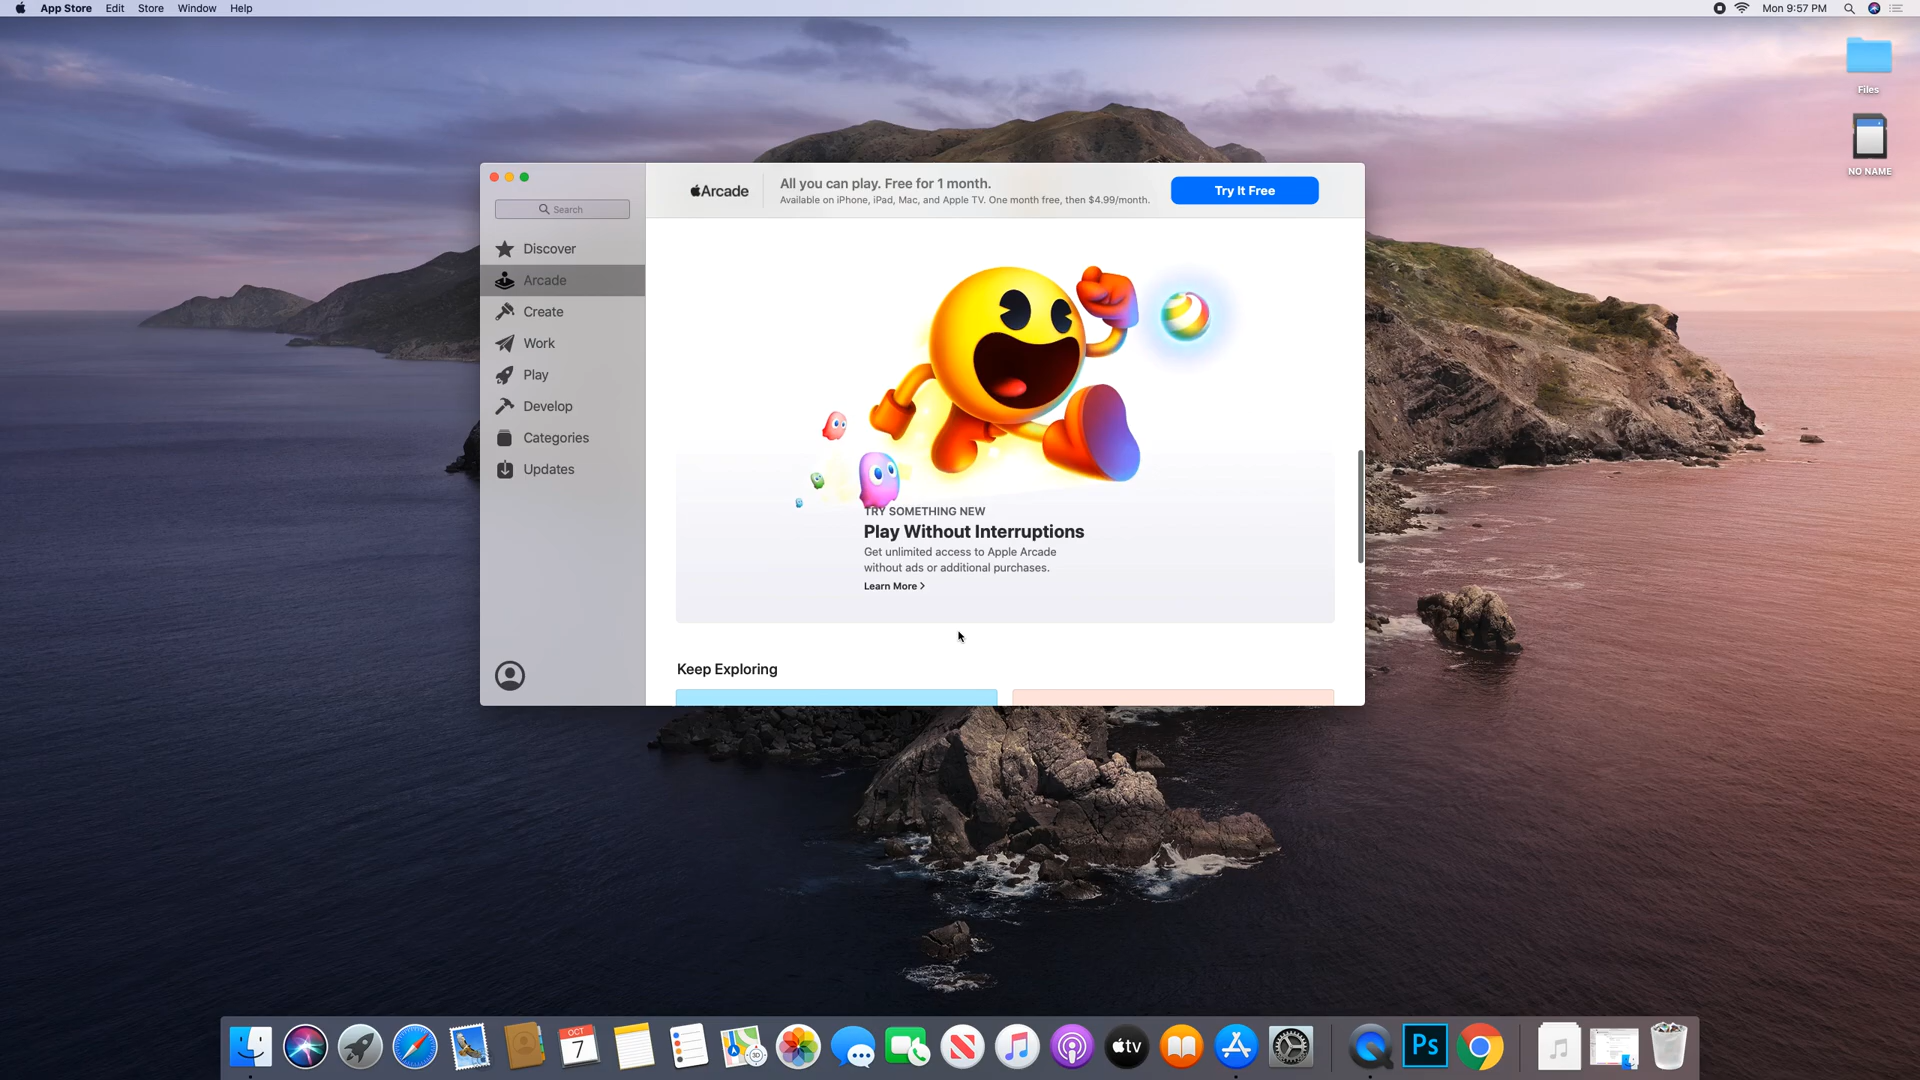 App Store Edit Store Window Help
Mon 9:57 PM
Files
NO NAME
Arcade
All you can play. Free for 1 month.
Available on iPhone, iPad, Mac, and Apple TV. One month free, then $4.99/month.
Try It Free
Search
Discover
Arcade
Create
Work
Play
Develop
Categories
Updates
TRY SOMETHING NEW
Play Without Interruptions
Get unlimited access to Apple Arcade
without ads or additional purchases.
Learn More >
Keep Exploring
OCT
7
3D
tv
Ps